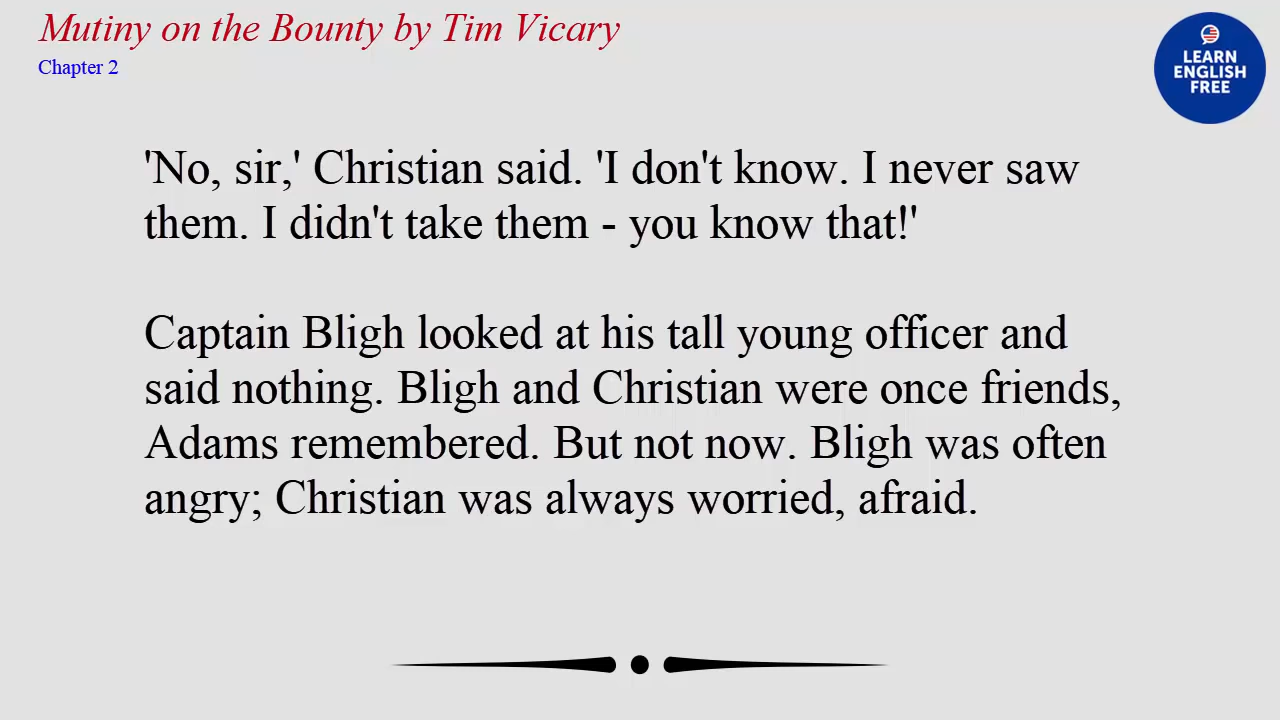 Mutiny on the Bounty by Tim Vicary
Chapter 2
LEARN
ENGLISH
FREE
'No, sir,' Christian said. 'I don't know. I never saw
them. I didn't take them - you know that!'
Captain Bligh looked at his tall young officer and
said nothing. Bligh and Christian were once friends,
Adams remembered. But not now. Bligh was often
angry; Christian was always worried, afraid.